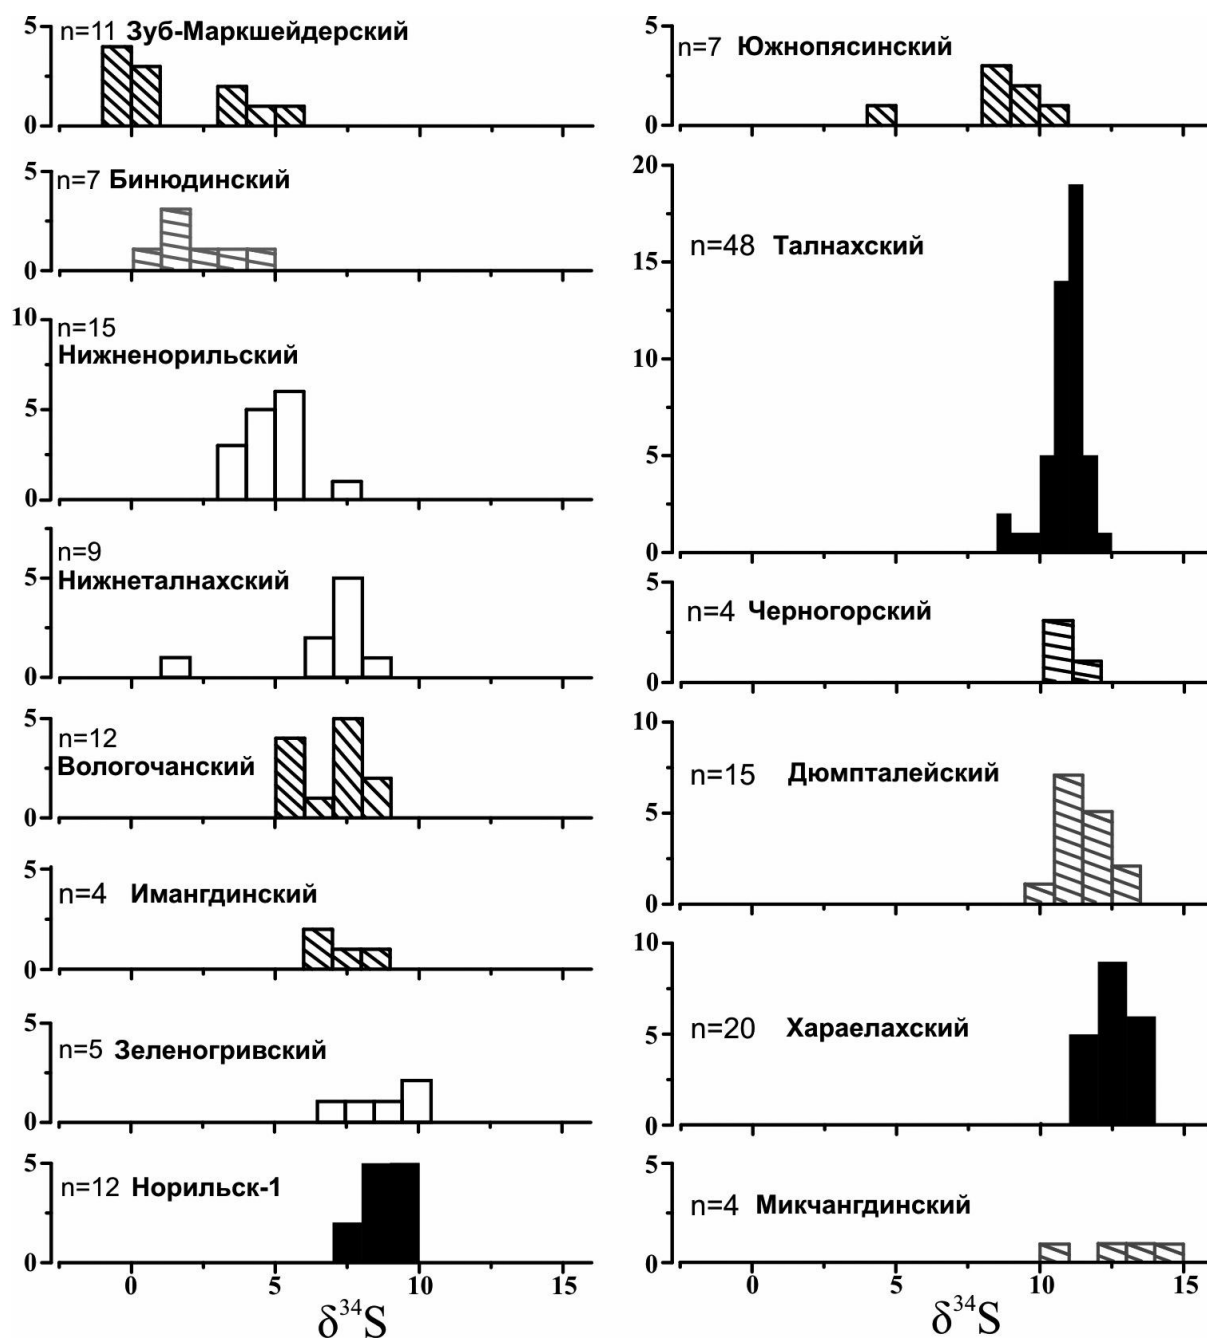 5
n=11 Зуб-Маркшейдерский
0
5
n=7 Бинюдинский
0
10
n=15
Нижненорильский
5
0
n=9
Нижнеталнахский
5
0
5
n=12
Вологочанский
0
5
n=4 Имангдинский
0
5
n=5 Зеленогривский
0
5
n=12 Норильск-1
0
0 5 10 15
δ³⁴S
5
n=7 Южнопясинский
0
20
n=48 Талнахский
15
10
5
0
5
n=4 Черногорский
0
10
n=15 Дюмпталейский
5
0
10
n=20 Хараелахский
5
0
5
n=4 Микчангдинский
0
0 5 10 15
δ³⁴S